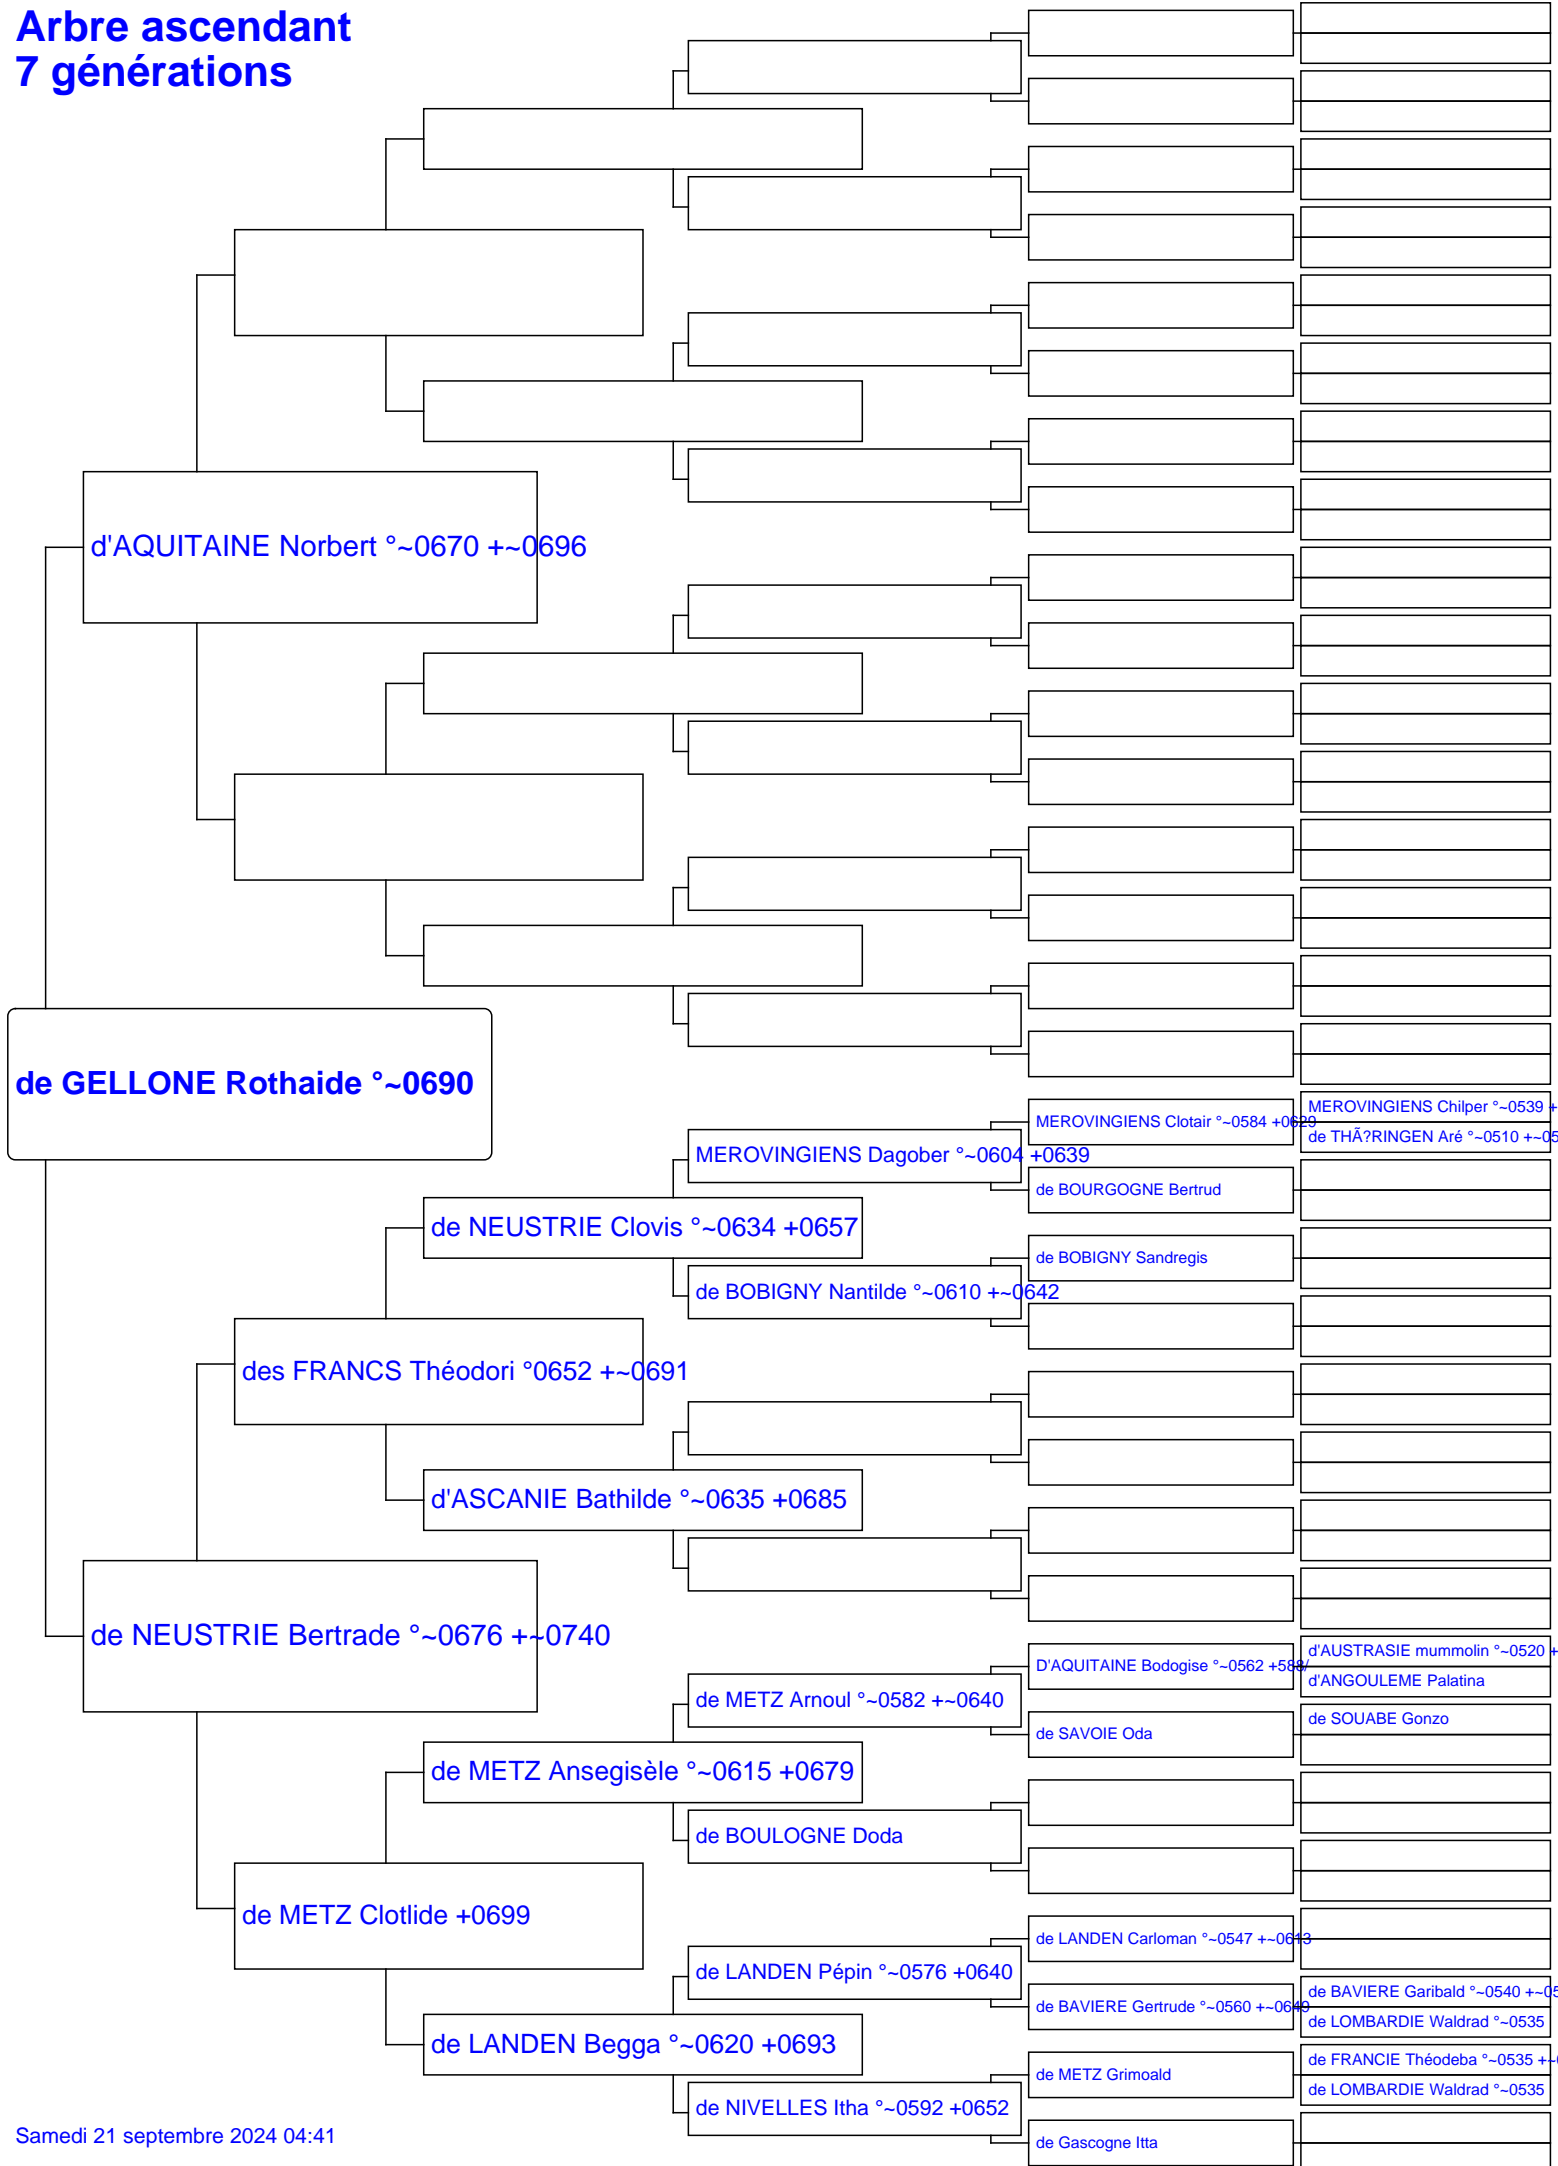 Arbre ascendant
7 générations
d'AQUITAINE Norbert °~0670 +~0696
de GELLONE Rothaide °~0690
MEROVINGIENS Chilper °~0539 +
MEROVINGIENS Clotair °~0584 +0629
de THÃ?RINGEN Aré °~0510 +~05
MEROVINGIENS Dagober °~0604 +0639
de BOURGOGNE Bertrud
de NEUSTRIE Clovis °~0634 +0657
de BOBIGNY Sandregis
de BOBIGNY Nantilde °~0610 +~0642
des FRANCS Théodori °0652 +~0691
d'ASCANIE Bathilde °~0635 +0685
de NEUSTRIE Bertrade °~0676 +~0740
d'AUSTRASIE mummolin °~0520 +
D'AQUITAINE Bodogise °~0562 +588/
d'ANGOULEME Palatina
de METZ Arnoul °~0582 +~0640
de SOUABE Gonzo
de SAVOIE Oda
de METZ Ansegisèle °~0615 +0679
de BOULOGNE Doda
de METZ Clotlide +0699
de LANDEN Carloman °~0547 +~0613
de LANDEN Pépin °~0576 +0640
de BAVIERE Garibald °~0540 +~05
de BAVIERE Gertrude °~0560 +~0649
de LOMBARDIE Waldrad °~0535
de LANDEN Begga °~0620 +0693
de FRANCIE Théodeba °~0535 +~0
de METZ Grimoald
de LOMBARDIE Waldrad °~0535
de NIVELLES Itha °~0592 +0652
de Gascogne Itta
Samedi 21 septembre 2024 04:41